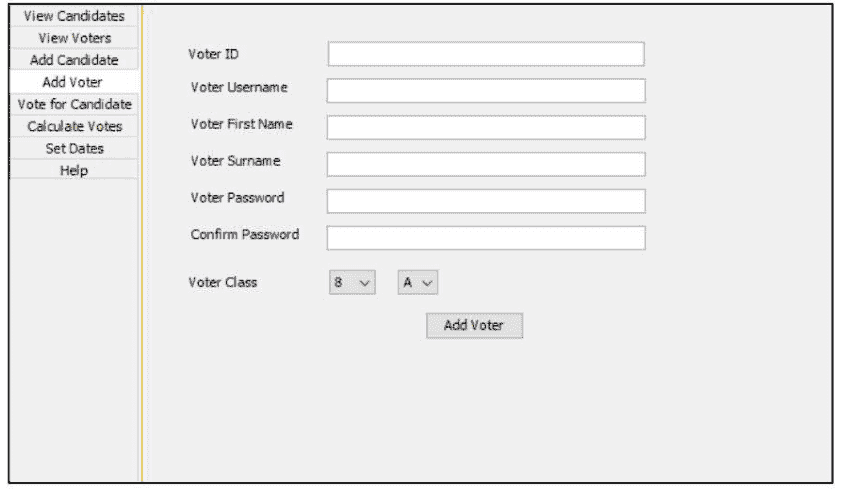 View Candidates
View Voters
Add Candidate
Add Voter
Vote for Candidate
Calculate Votes
Set Dates
Help
Voter ID
Voter Username
Voter First Name
Voter Surname
Voter Password
Confirm Password
Voter Class 8 A
Add Voter